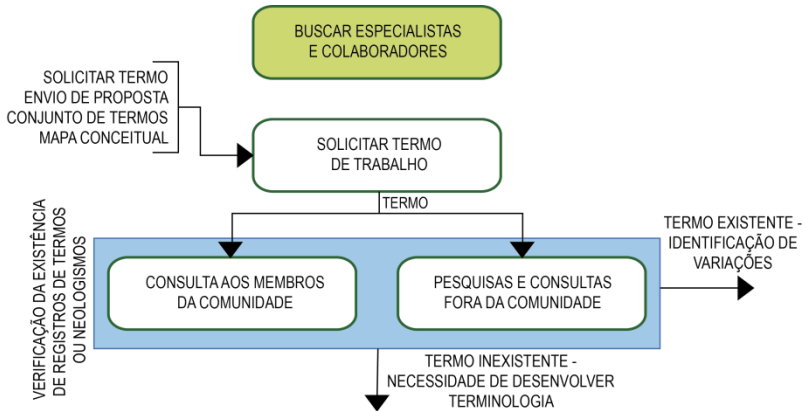 BUSCAR ESPECIALISTAS
E COLABORADORES
SOLICITAR TERMO
ENVIO DE PROPOSTA
CONJUNTO DE TERMOS
MAPA CONCEITUAL
SOLICITAR TERMO
DE TRABALHO
TERMO
VERIFICAÇÃO DA EXISTÊNCIA
DE REGISTROS DE TERMOS
OU NEOLOGISMOS
CONSULTA AOS MEMBROS
DA COMUNIDADE
PESQUISAS E CONSULTAS
FORA DA COMUNIDADE
TERMO EXISTENTE -
IDENTIFICAÇÃO DE
VARIAÇÕES
TERMO INEXISTENTE -
NECESSIDADE DE DESENVOLVER
TERMINOLOGIA